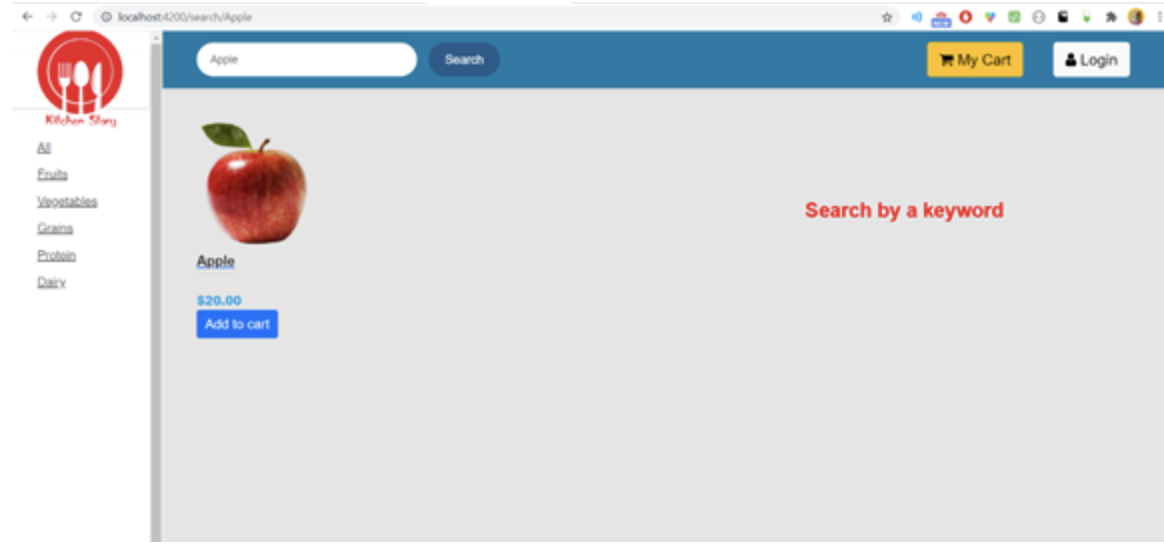 localhost:4200/search/Apple
NEW
Kitchen Story
Apple
Search
My Cart
Login
All
Fruits
Vegetables
Grains
Protein
Dairy
Apple
$20.00
Add to cart
Search by a keyword